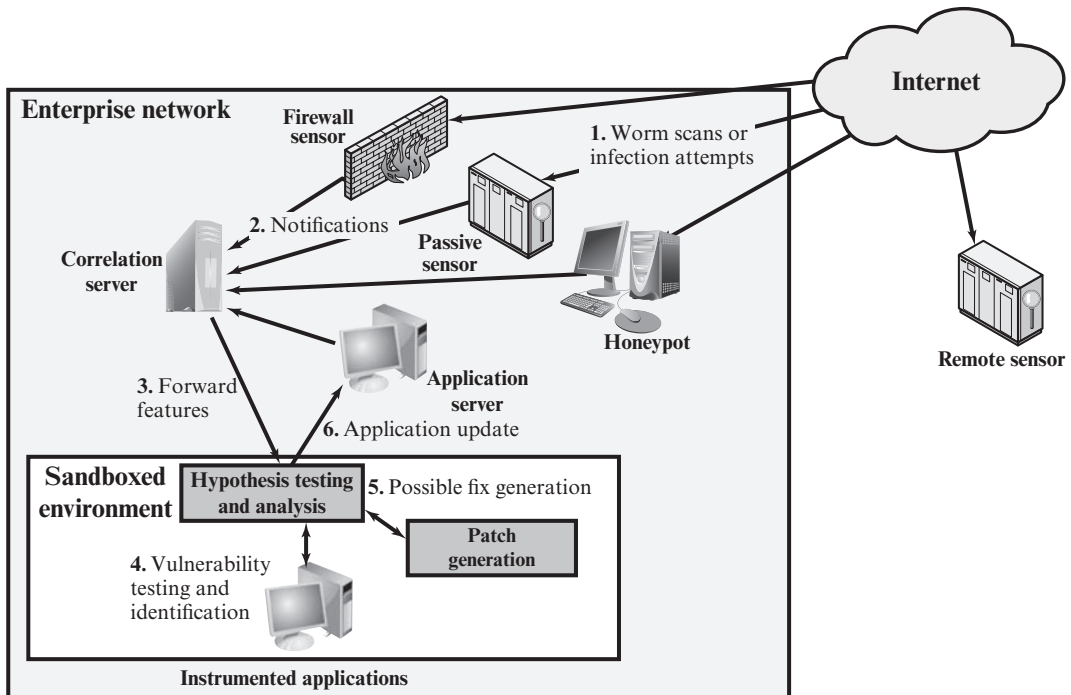 Internet
Enterprise network
Firewall
sensor
1. Worm scans or
infection attempts
2. Notifications
Correlation
server
Passive
sensor
Honeypot
Remote sensor
3. Forward
features
Application
server
6. Application update
Sandboxed
environment
Hypothesis testing
and analysis
5. Possible fix generation
Patch
generation
4. Vulnerability
testing and
identification
Instrumented applications